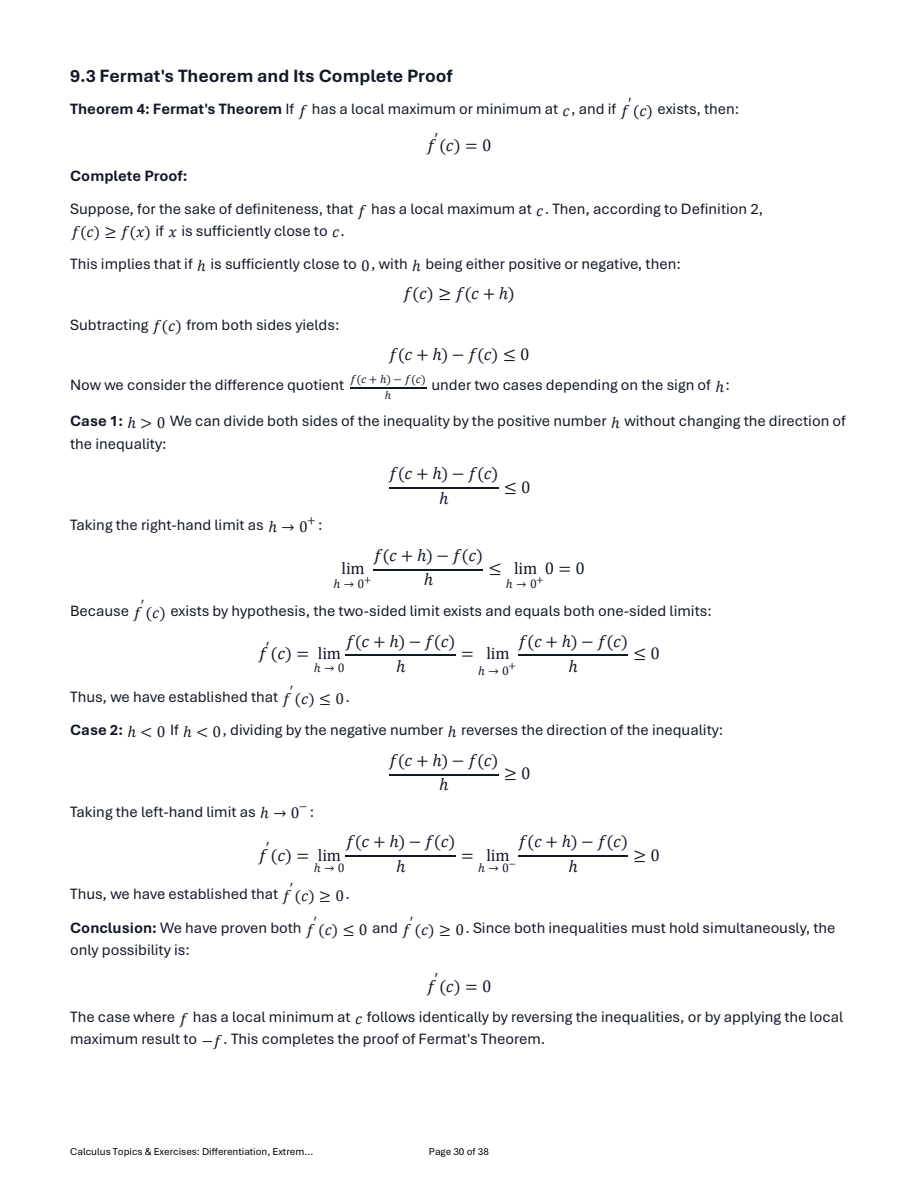 9.3 Fermat's Theorem and Its Complete Proof
Theorem 4: Fermat's Theorem If f has a local maximum or minimum at c, and if f′(c) exists, then:
f′(c) = 0
Complete Proof:
Suppose, for the sake of definiteness, that f has a local maximum at c. Then, according to Definition 2,
f(c) ≥ f(x) if x is sufficiently close to c.
This implies that if h is sufficiently close to 0, with h being either positive or negative, then:
f(c) ≥ f(c + h)
Subtracting f(c) from both sides yields:
f(c + h) − f(c) ≤ 0
Now we consider the difference quotient (f(c + h) − f(c))/h under two cases depending on the sign of h:
Case 1: h > 0 We can divide both sides of the inequality by the positive number h without changing the direction of
the inequality:
(f(c + h) − f(c))/h ≤ 0
Taking the right-hand limit as h → 0⁺:
lim h → 0⁺ (f(c + h) − f(c))/h ≤ lim h → 0⁺ 0 = 0
Because f′(c) exists by hypothesis, the two-sided limit exists and equals both one-sided limits:
f′(c) = lim h → 0 (f(c + h) − f(c))/h = lim h → 0⁺ (f(c + h) − f(c))/h ≤ 0
Thus, we have established that f′(c) ≤ 0.
Case 2: h < 0 If h < 0, dividing by the negative number h reverses the direction of the inequality:
(f(c + h) − f(c))/h ≥ 0
Taking the left-hand limit as h → 0⁻:
f′(c) = lim h → 0 (f(c + h) − f(c))/h = lim h → 0⁻ (f(c + h) − f(c))/h ≥ 0
Thus, we have established that f′(c) ≥ 0.
Conclusion: We have proven both f′(c) ≤ 0 and f′(c) ≥ 0. Since both inequalities must hold simultaneously, the
only possibility is:
f′(c) = 0
The case where f has a local minimum at c follows identically by reversing the inequalities, or by applying the local
maximum result to −f. This completes the proof of Fermat's Theorem.
Calculus Topics & Exercises: Differentiation, Extrem... Page 30 of 38